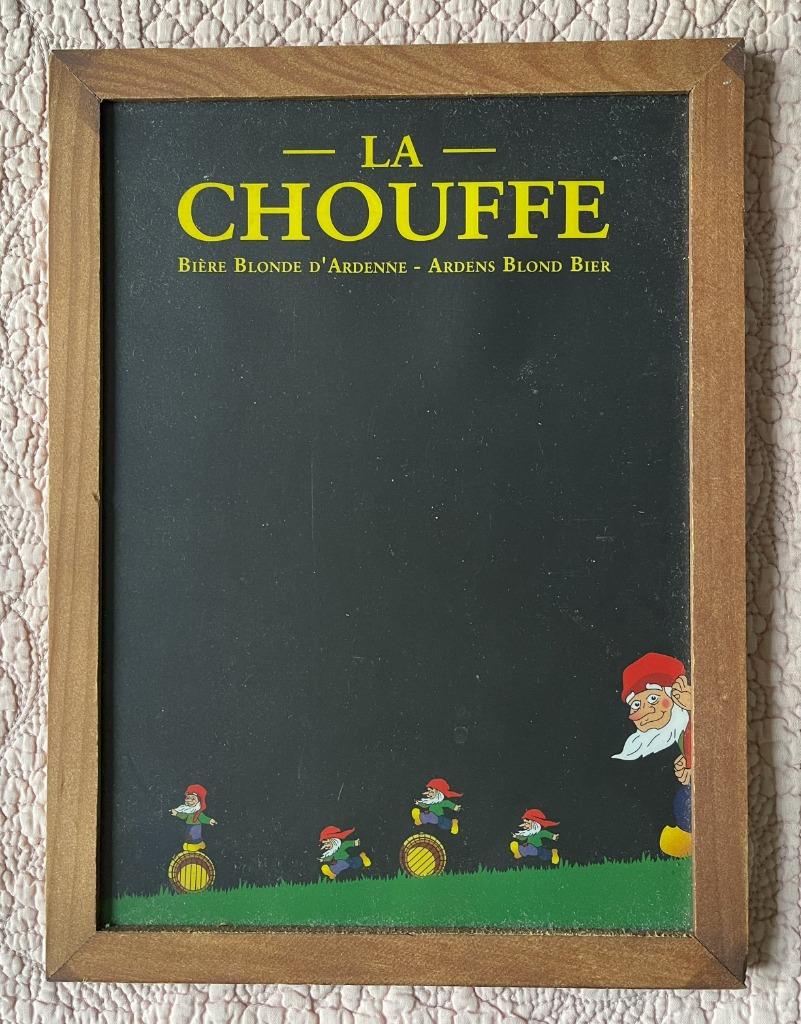 — LA —
CHOUFFE
BIÈRE BLONDE D'ARDENNE - ARDENS BLOND BIER